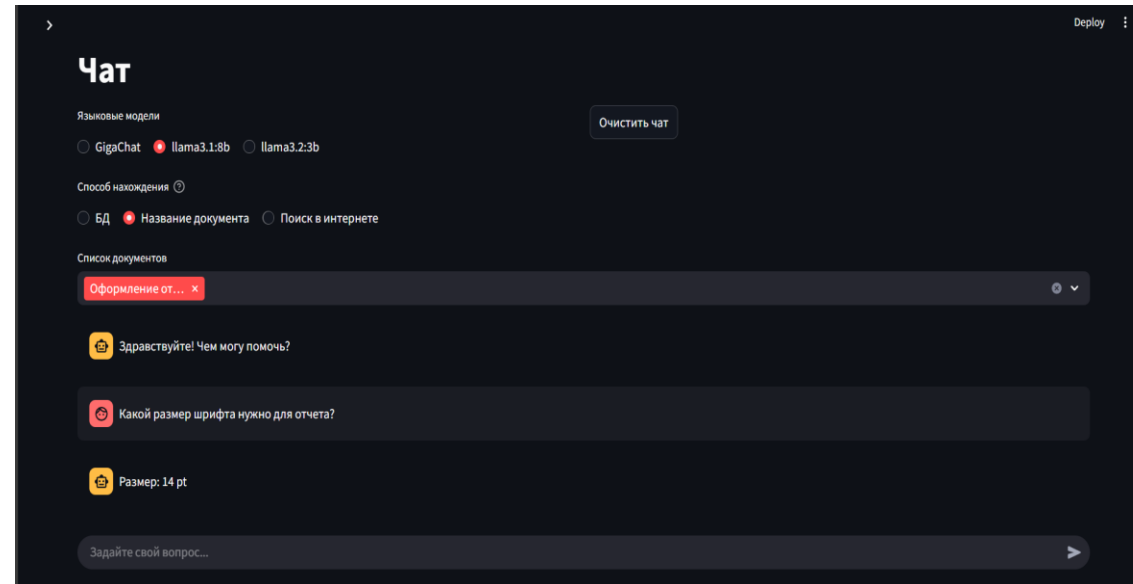 Deploy
Чат
Языковые модели
Очистить чат
GigaChat llama3.1:8b llama3.2:3b
Способ нахождения
БД Название документа Поиск в интернете
Список документов
Оформление от... ×
Здравствуйте! Чем могу помочь?
Какой размер шрифта нужно для отчета?
Размер: 14 pt
Задайте свой вопрос...